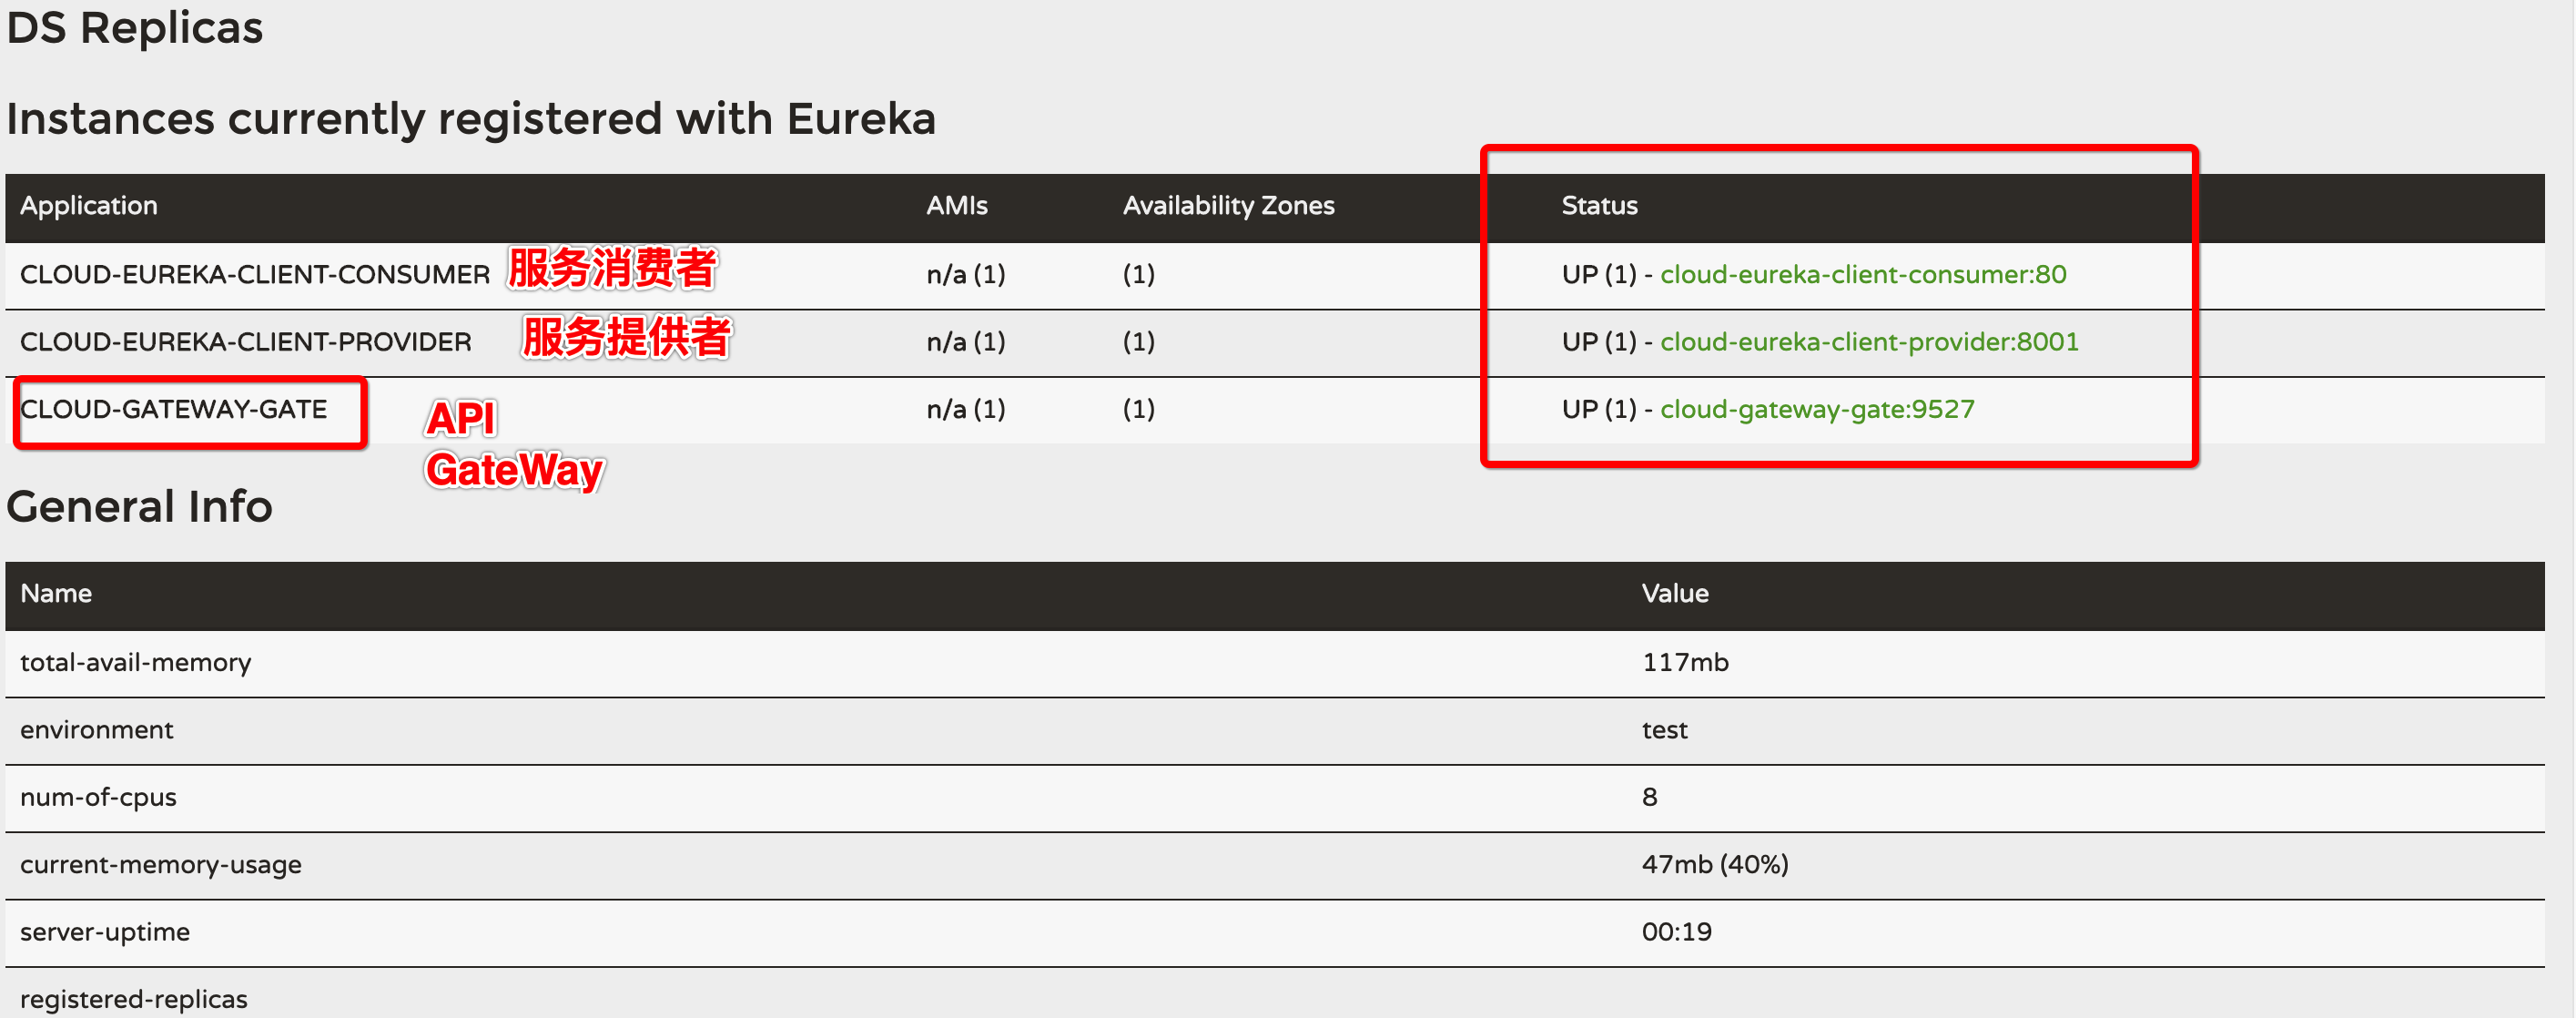 DS Replicas
Instances currently registered with Eureka
Application AMIs Availability Zones Status
CLOUD-EUREKA-CLIENT-CONSUMER 服务消费者 n/a (1) (1) UP (1) - cloud-eureka-client-consumer:80
CLOUD-EUREKA-CLIENT-PROVIDER 服务提供者 n/a (1) (1) UP (1) - cloud-eureka-client-provider:8001
CLOUD-GATEWAY-GATE API n/a (1) (1) UP (1) - cloud-gateway-gate:9527
GateWay
General Info
Name Value
total-avail-memory 117mb
environment test
num-of-cpus 8
current-memory-usage 47mb (40%)
server-uptime 00:19
registered-replicas